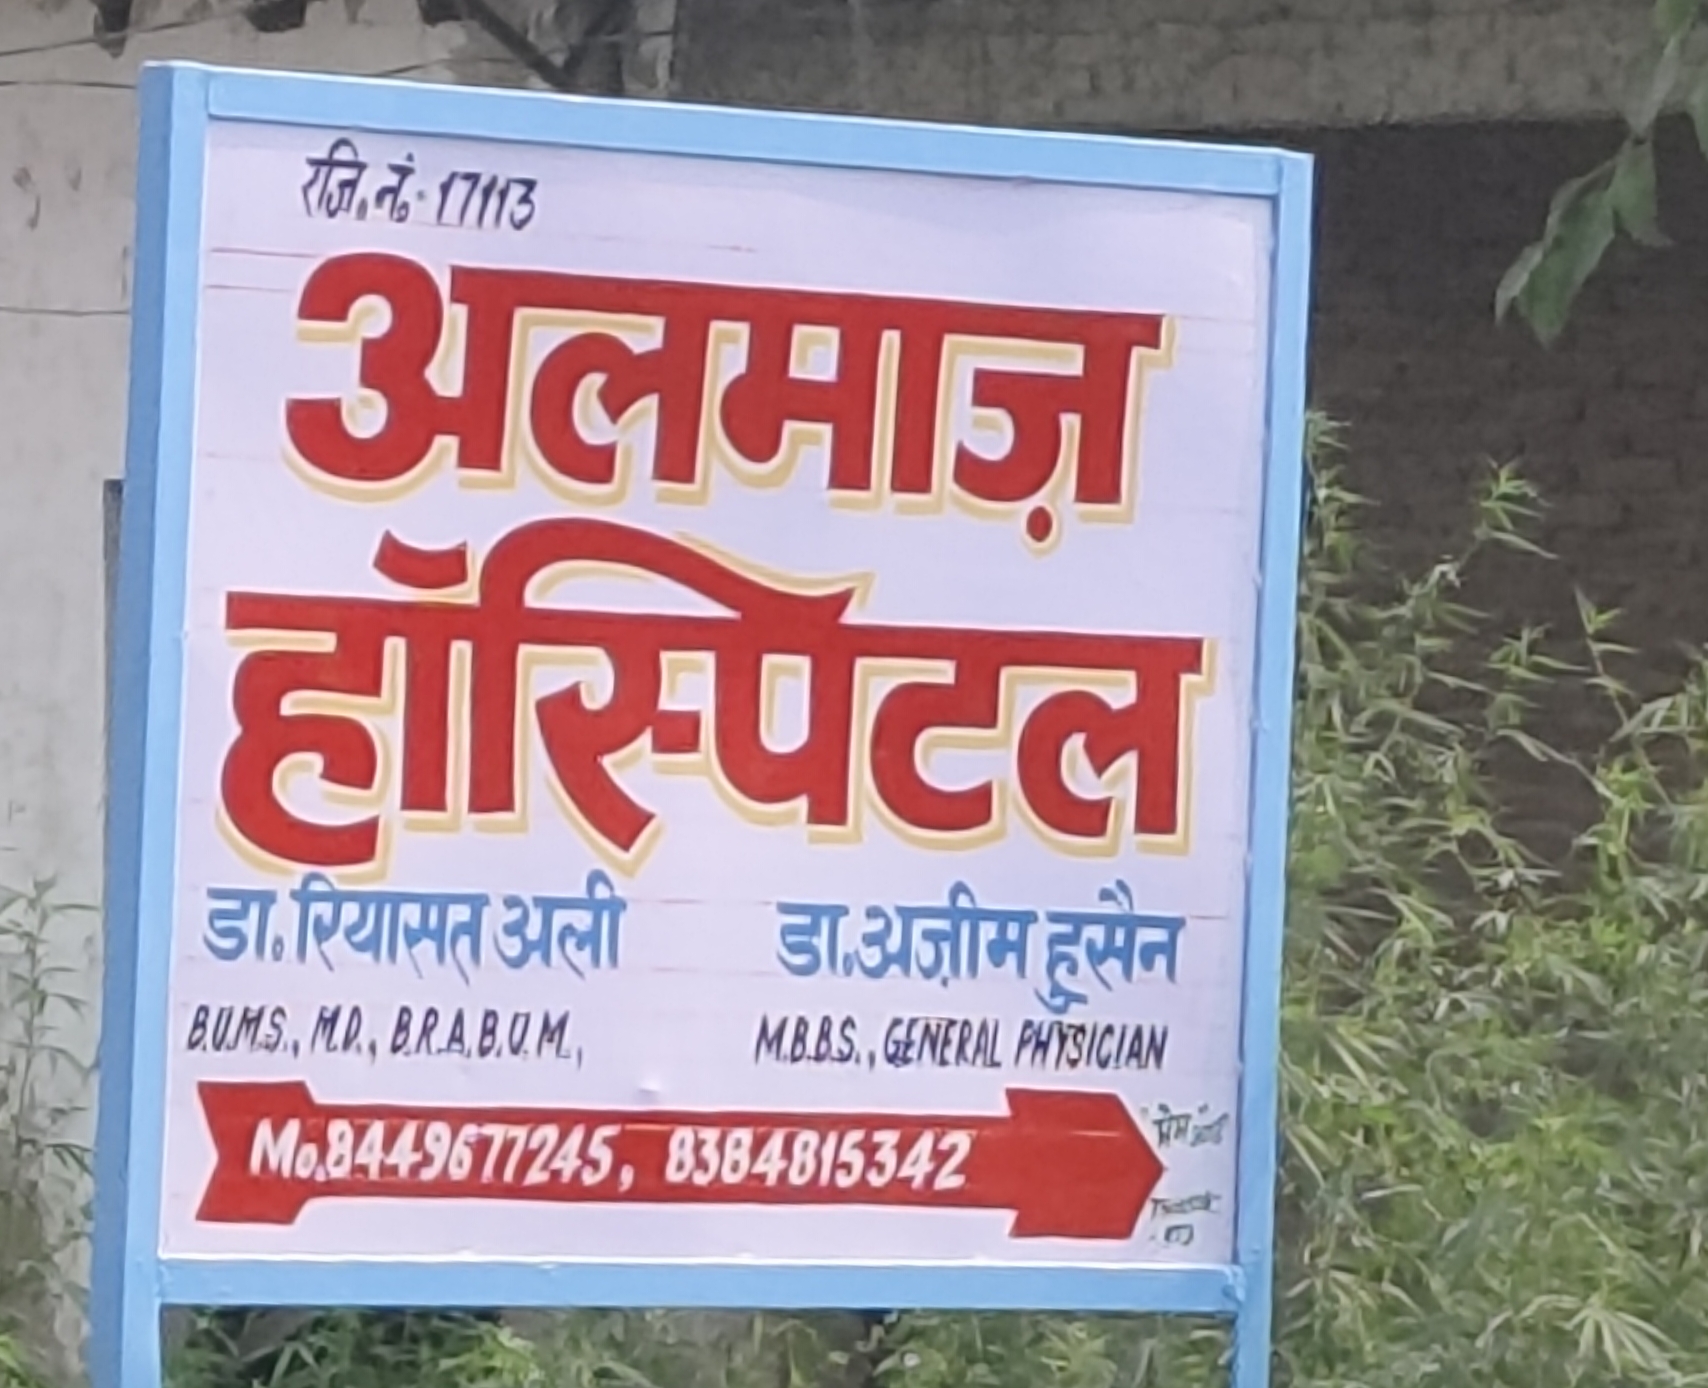 रजि. नं. 17113
अलमाज़
हॉस्पिटल
डा. रियासत अली
B.U.M.S., M.D., B.R.A.B.U.M.,
डा. अज़ीम हुसैन
M.B.B.S., GENERAL PHYSICIAN
Mo. 8449677245, 8384815342